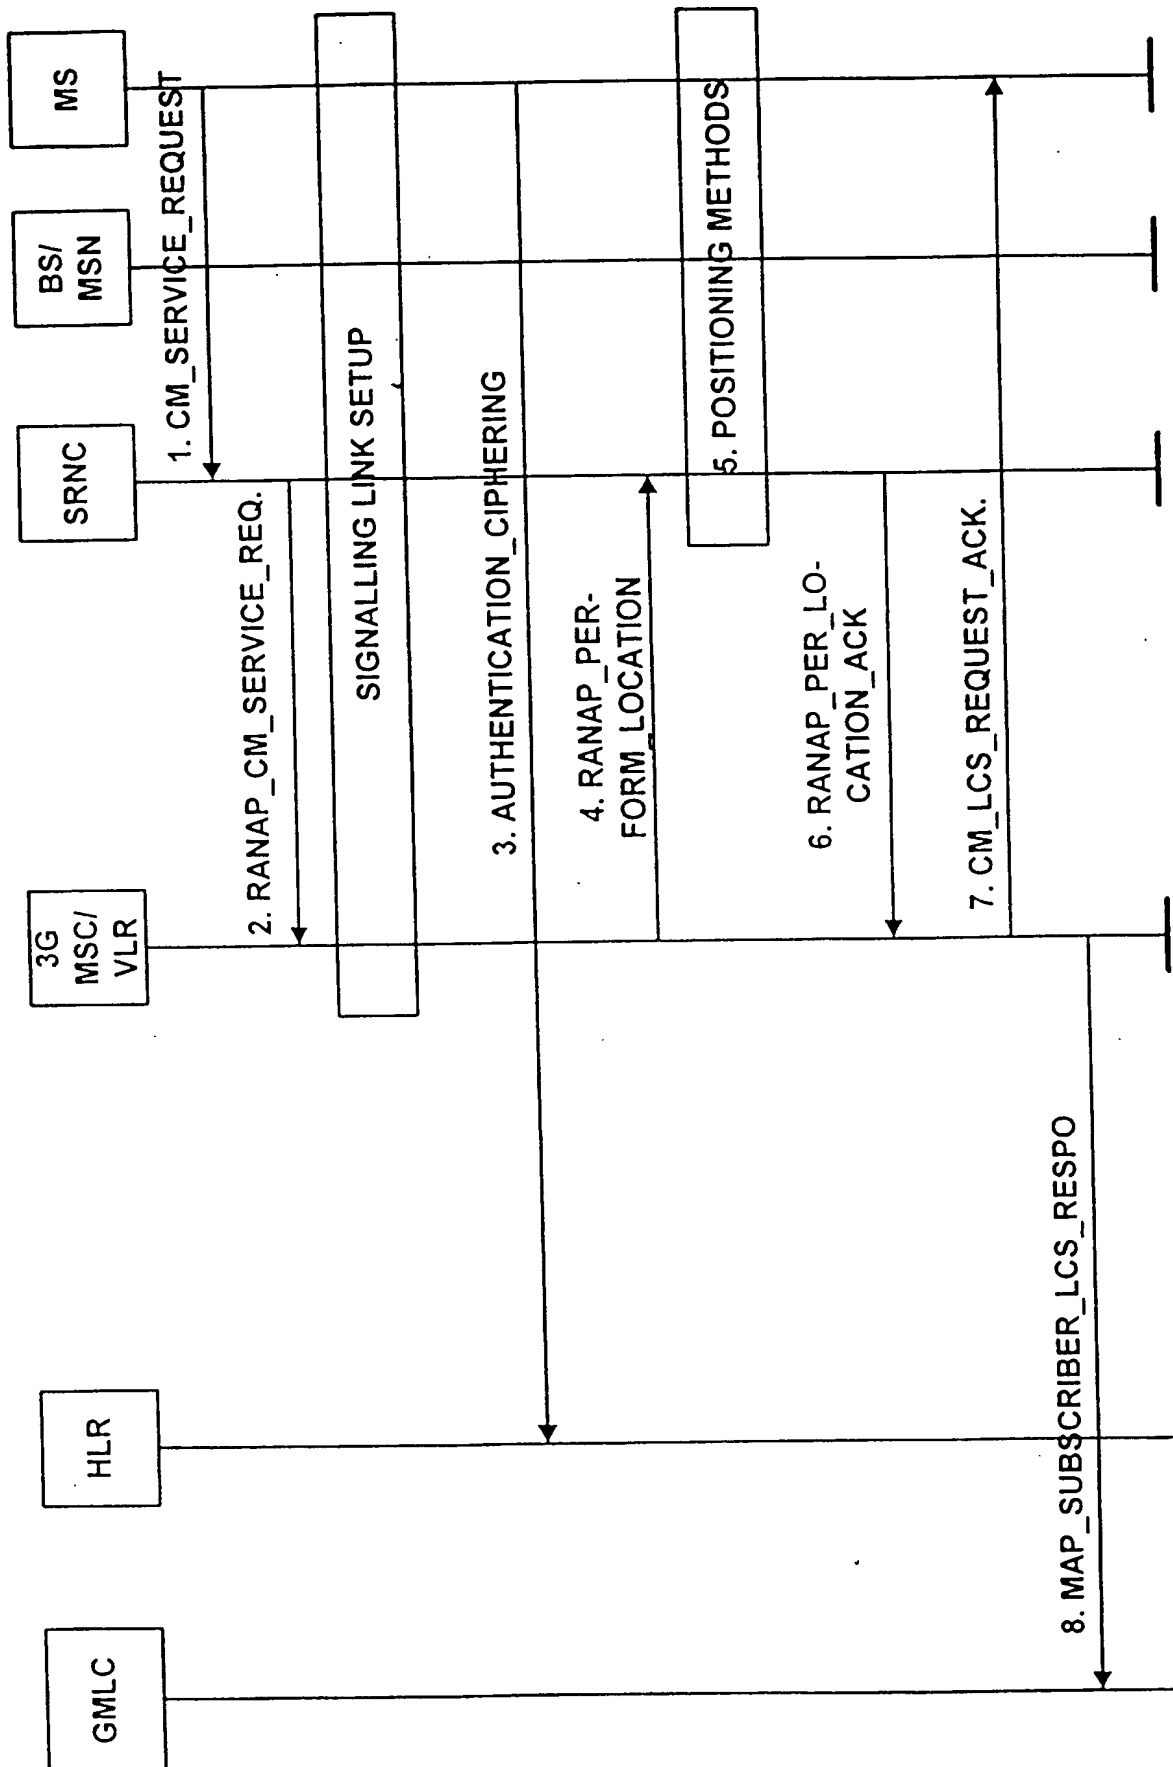 GMLC
HLR
3G
MSC/
VLR
SRNC
BS/
MSN
MS
1. CM_SERVICE_REQUEST
2. RANAP_CM_SERVICE_REQ.
SIGNALLING LINK SETUP
3. AUTHENTICATION_CIPHERING
4. RANAP_PER-
FORM_LOCATION
5. POSITIONING METHODS
6. RANAP_PER_LO-
CATION_ACK
7. CM_LCS_REQUEST_ACK.
8. MAP_SUBSCRIBER_LCS_RESPO